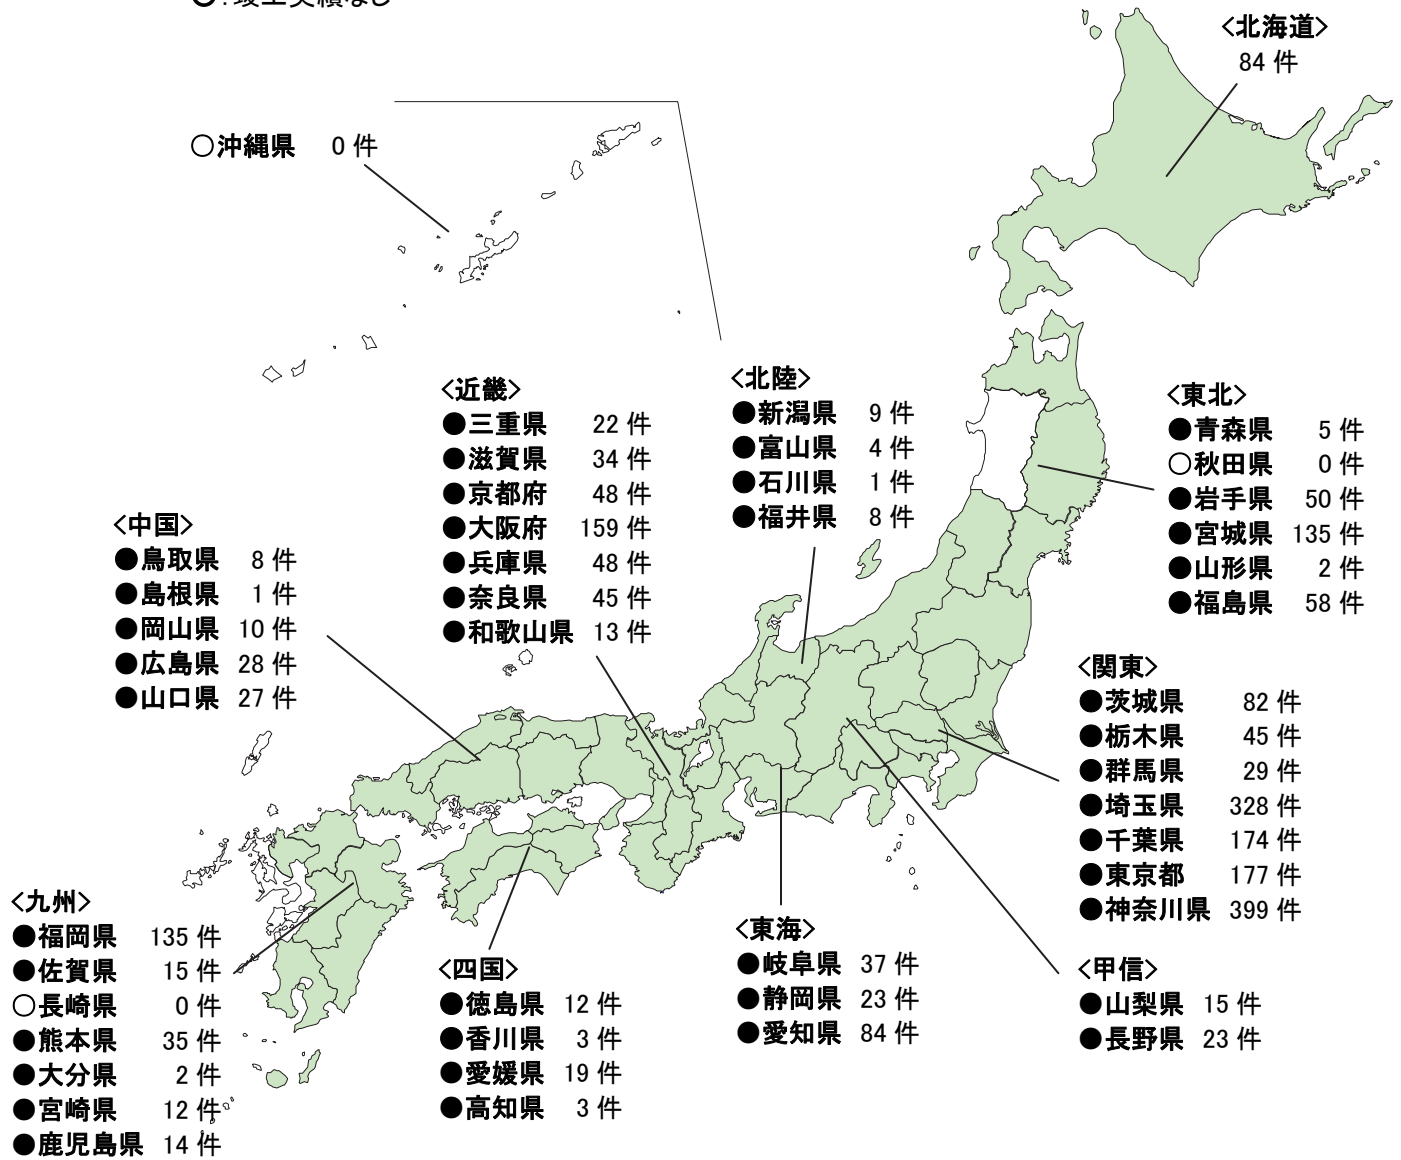 ○：竣工実績なし
<北海道>
84 件
○沖縄県 0 件
<近畿>
●三重県 22 件
●滋賀県 34 件
●京都府 48 件
●大阪府 159 件
●兵庫県 48 件
●奈良県 45 件
●和歌山県 13 件
<北陸>
●新潟県 9 件
●富山県 4 件
●石川県 1 件
●福井県 8 件
<東北>
●青森県 5 件
○秋田県 0 件
●岩手県 50 件
●宮城県 135 件
●山形県 2 件
●福島県 58 件
<中国>
●鳥取県 8 件
●島根県 1 件
●岡山県 10 件
●広島県 28 件
●山口県 27 件
<関東>
●茨城県 82 件
●栃木県 45 件
●群馬県 29 件
●埼玉県 328 件
●千葉県 174 件
●東京都 177 件
●神奈川県 399 件
<九州>
●福岡県 135 件
●佐賀県 15 件
○長崎県 0 件
●熊本県 35 件
●大分県 2 件
●宮崎県 12 件
●鹿児島県 14 件
<四国>
●徳島県 12 件
●香川県 3 件
●愛媛県 19 件
●高知県 3 件
<東海>
●岐阜県 37 件
●静岡県 23 件
●愛知県 84 件
<甲信>
●山梨県 15 件
●長野県 23 件